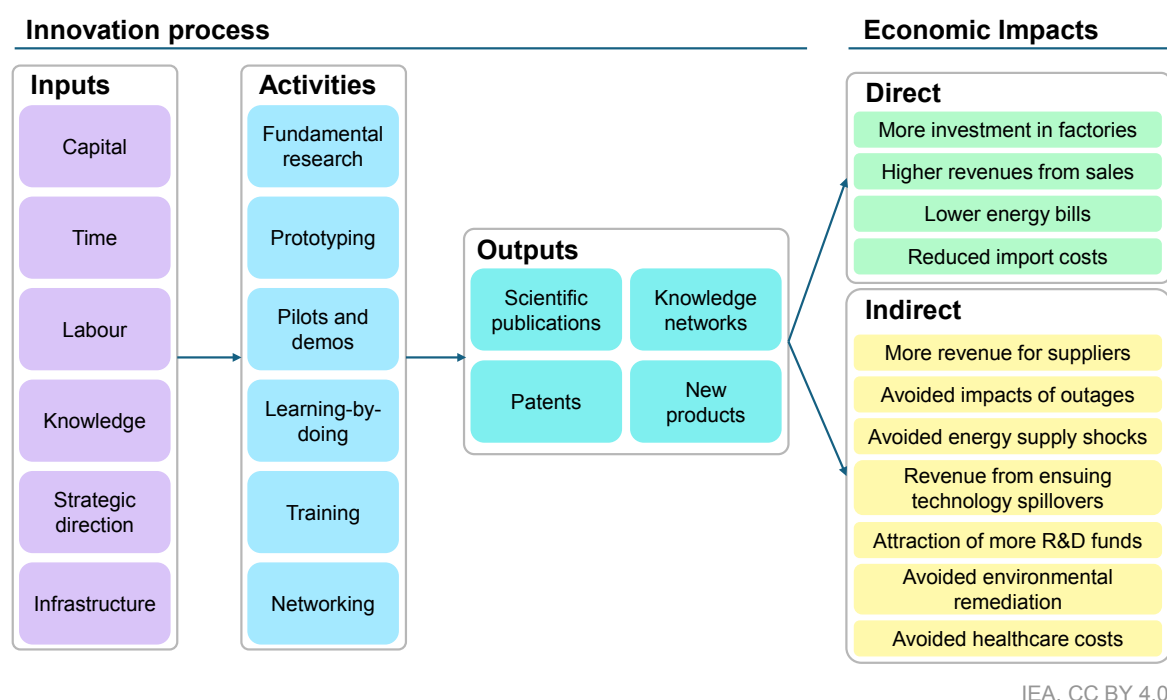 Innovation process
Economic Impacts
Inputs
Capital
Time
Labour
Knowledge
Strategic
direction
Infrastructure
Activities
Fundamental
research
Prototyping
Pilots and
demos
Learning-by-
doing
Training
Networking
Outputs
Scientific
publications
Knowledge
networks
Patents
New
products
Direct
More investment in factories
Higher revenues from sales
Lower energy bills
Reduced import costs
Indirect
More revenue for suppliers
Avoided impacts of outages
Avoided energy supply shocks
Revenue from ensuing
technology spillovers
Attraction of more R&D funds
Avoided environmental
remediation
Avoided healthcare costs
IEA. CC BY 4.0